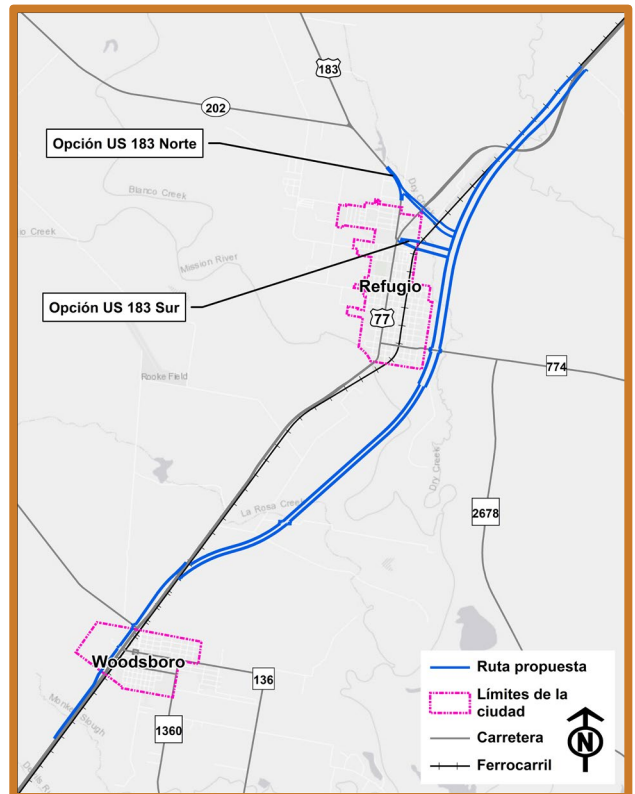 183
202
Opción US 183 Norte
Blanco Creek
Mission River
Opción US 183 Sur
Refugio
77
Rooke Field
774
Dry Creek
La Rosa Creek
2678
Woodsboro
136
1360
Ruta propuesta
Límites de la
ciudad
Carretera
Ferrocarril
N